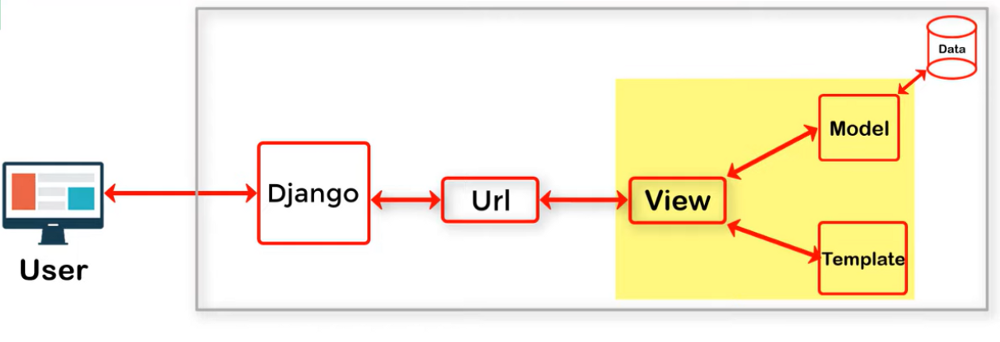 User
Django
Url
View
Model
Template
Data